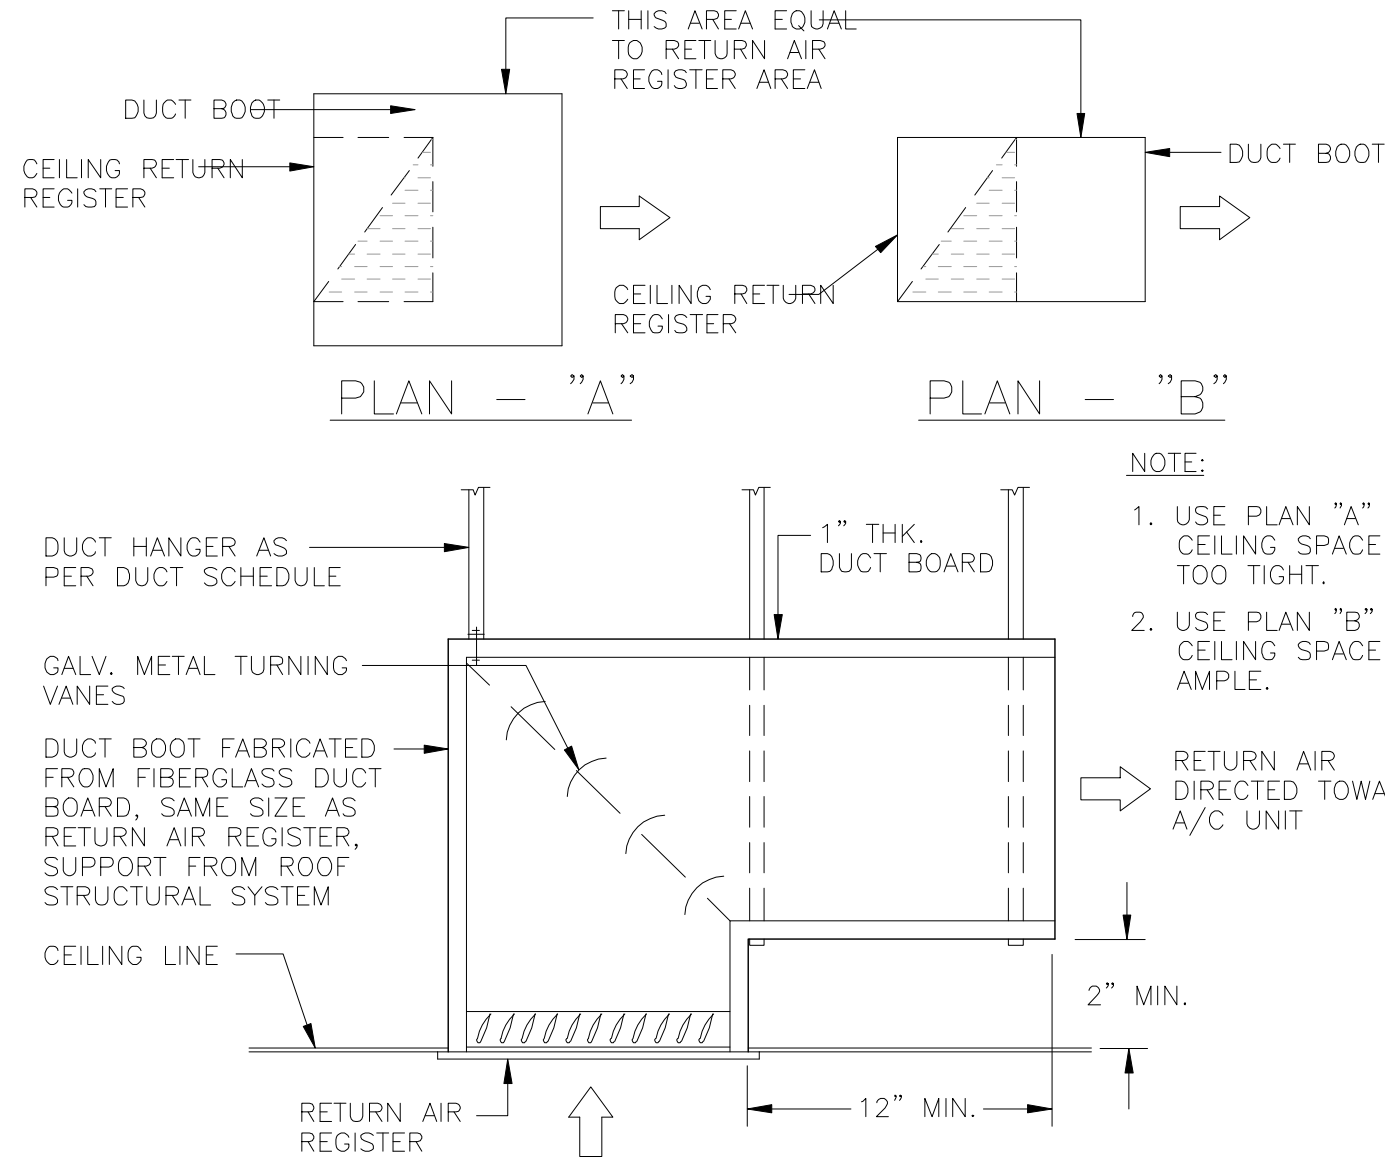 THIS AREA EQUAL
TO RETURN AIR
REGISTER AREA
DUCT BOOT
CEILING RETURN
REGISTER
DUCT BOOT
CEILING RETURN
REGISTER
PLAN - "A"
PLAN - "B"
NOTE:
1. USE PLAN "A"
CEILING SPACE
TOO TIGHT.
2. USE PLAN "B"
CEILING SPACE
AMPLE.
1" THK.
DUCT BOARD
DUCT HANGER AS
PER DUCT SCHEDULE
GALV. METAL TURNING
VANES
DUCT BOOT FABRICATED
FROM FIBERGLASS DUCT
BOARD, SAME SIZE AS
RETURN AIR REGISTER,
SUPPORT FROM ROOF
STRUCTURAL SYSTEM
RETURN AIR
DIRECTED
A/C UNIT
CEILING LINE
2" MIN.
12" MIN.
RETURN AIR
REGISTER